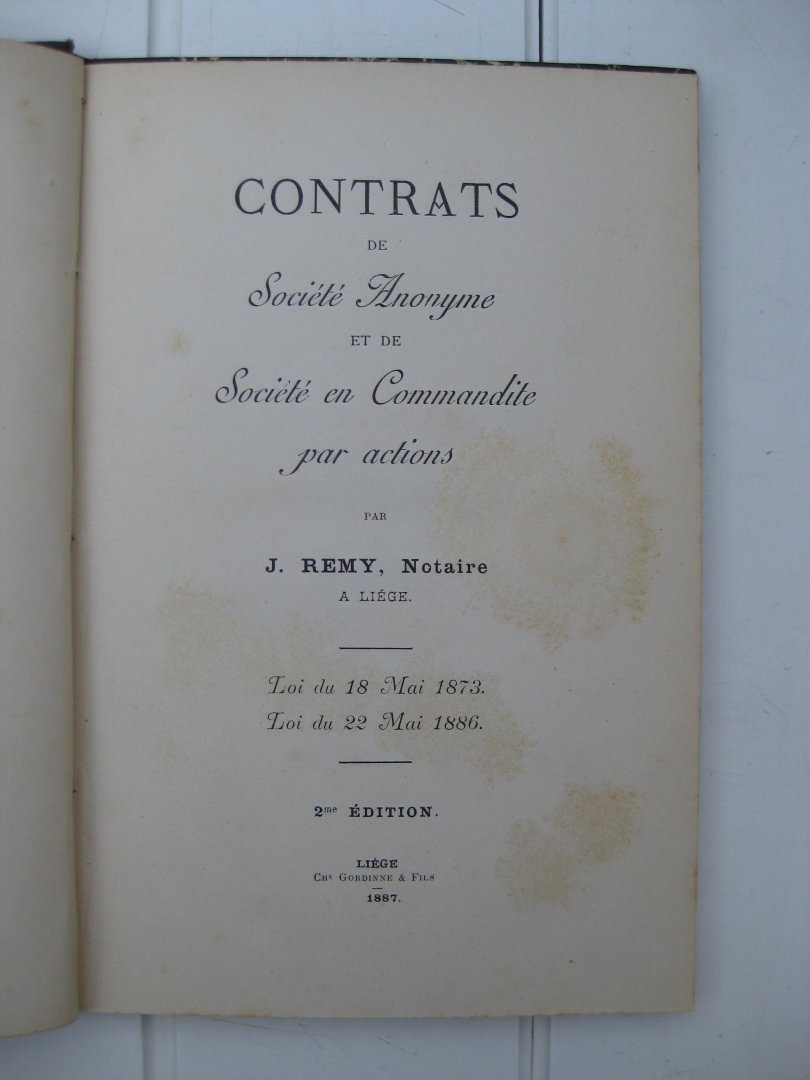 CONTRATS
DE
Société Anonyme
ET DE
Société en Commandite
par actions
PAR
J. REMY, Notaire
A LIÉGE.
Loi du 18 Mai 1873.
Loi du 22 Mai 1886.
2me ÉDITION.
LIÉGE
Chs Gordinne & Fils
1887.